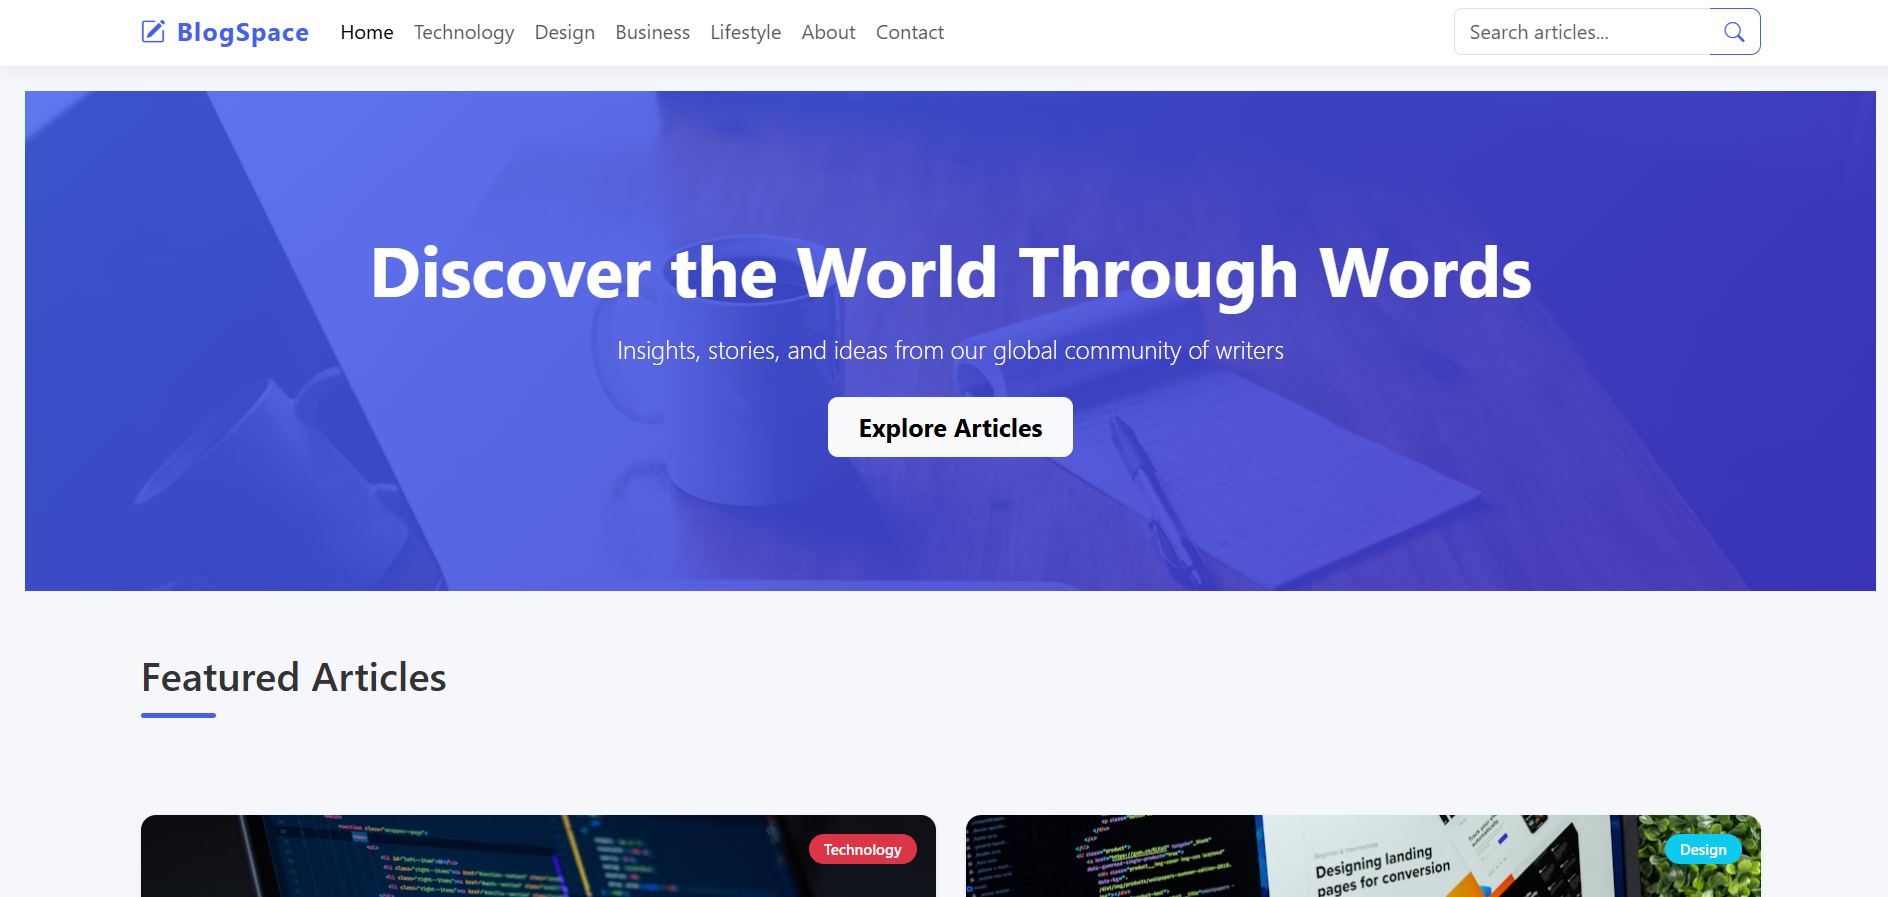 BlogSpace Home Technology Design Business Lifestyle About Contact Search articles...
Discover the World Through Words
Insights, stories, and ideas from our global community of writers
Explore Articles
Featured Articles
Technology
Design
Designing landing
pages for conversion